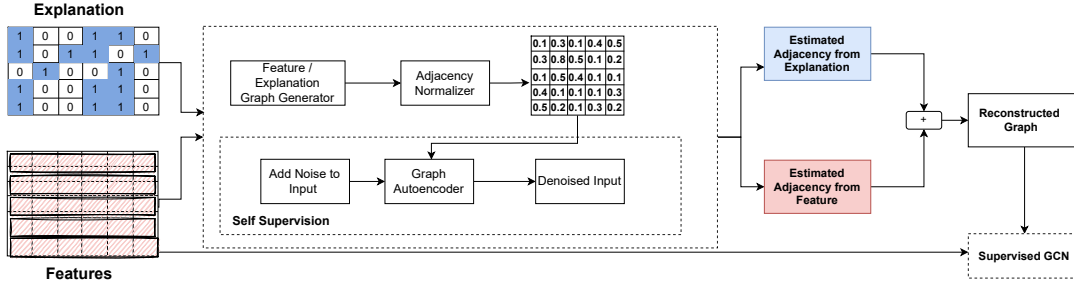 Explanation
1 0 0 1 1 0
1 0 1 1 0 1
0 1 0 0 1 0
1 0 0 1 1 0
1 0 0 1 1 0
Features
Feature /
Explanation
Graph Generator
Adjacency
Normalizer
0.1 0.3 0.1 0.4 0.5
0.3 0.8 0.5 0.1 0.2
0.1 0.5 0.4 0.1 0.1
0.4 0.1 0.1 0.1 0.3
0.5 0.2 0.1 0.3 0.2
Add Noise to
Input
Graph
Autoencoder
Denoised Input
Self Supervision
Estimated
Adjacency from
Explanation
Estimated
Adjacency from
Feature
+
Reconstructed
Graph
Supervised GCN